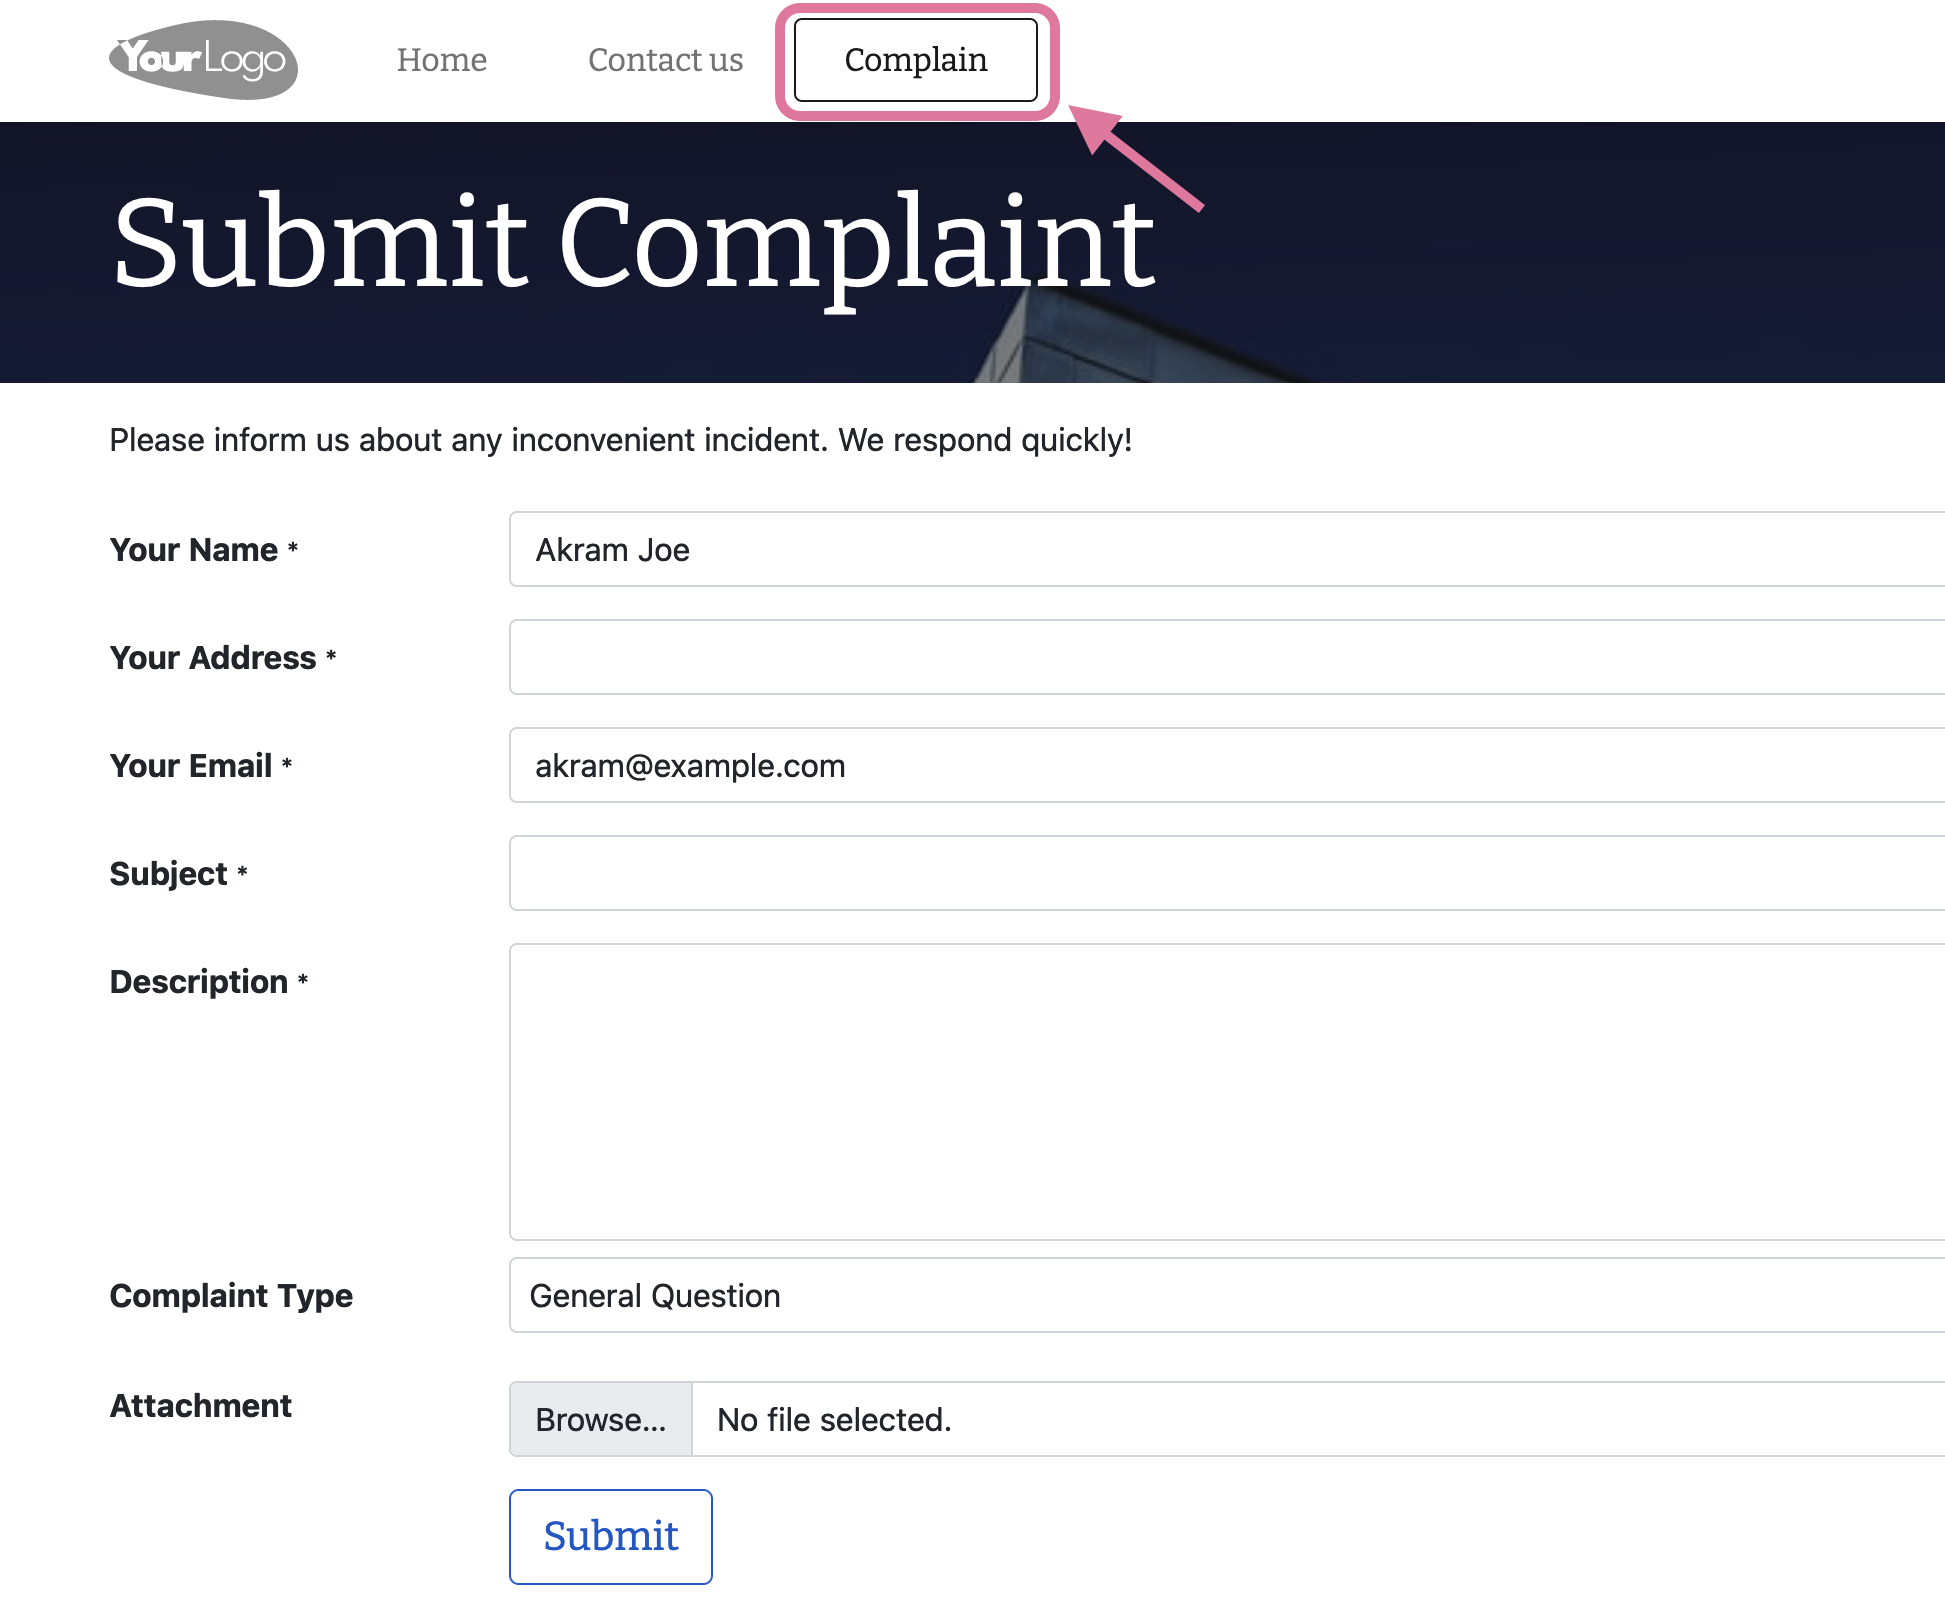 YourLogo Home Contact us Complain
Submit Complaint
Please inform us about any inconvenient incident. We respond quickly!
Your Name * Akram Joe
Your Address *
Your Email * akram@example.com
Subject *
Description *
Complaint Type General Question
Attachment Browse... No file selected.
Submit